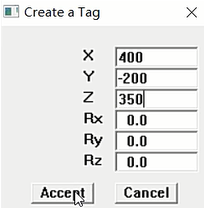 Create a Tag
X 400
Y -200
Z 350
Rx 0.0
Ry 0.0
Rz 0.0
Accept Cancel